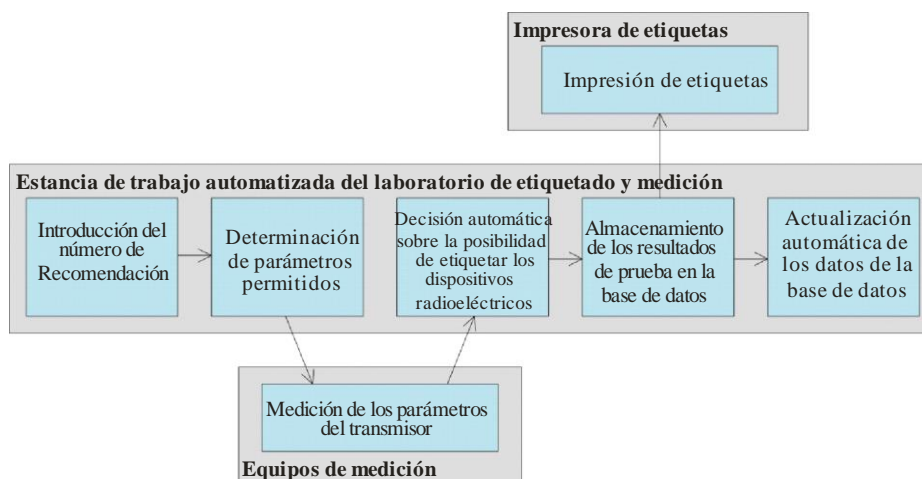 Impresora de etiquetas
Impresión de etiquetas
Estancia de trabajo automatizada del laboratorio de etiquetado y medición
Introducción del
número de
Recomendación
Determinación
de parámetros
permitidos
Decisión automática
sobre la posibilidad
de etiquetar los
dispositivos
radioeléctricos
Almacenamiento
de los resultados
de prueba en la
base de datos
Actualización
automática de
los datos de la
base de datos
Medición de los parámetros
del transmisor
Equipos de medición